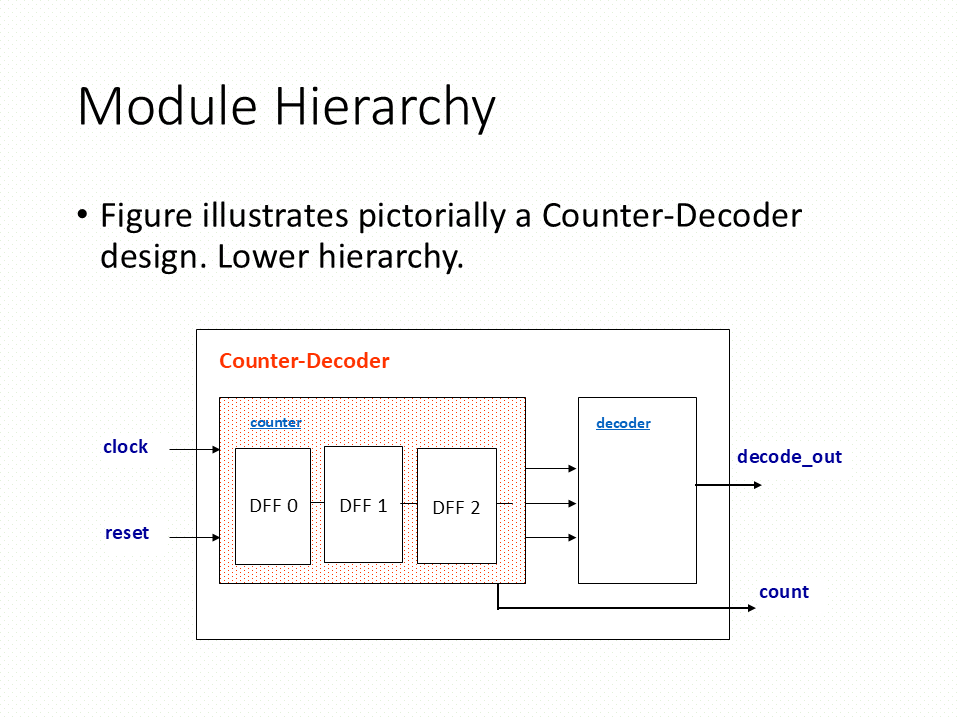 Module Hierarchy
• Figure illustrates pictorially a Counter-Decoder
design. Lower hierarchy.
Counter-Decoder
counter
decoder
clock
decode_out
DFF 0
DFF 1
DFF 2
reset
count